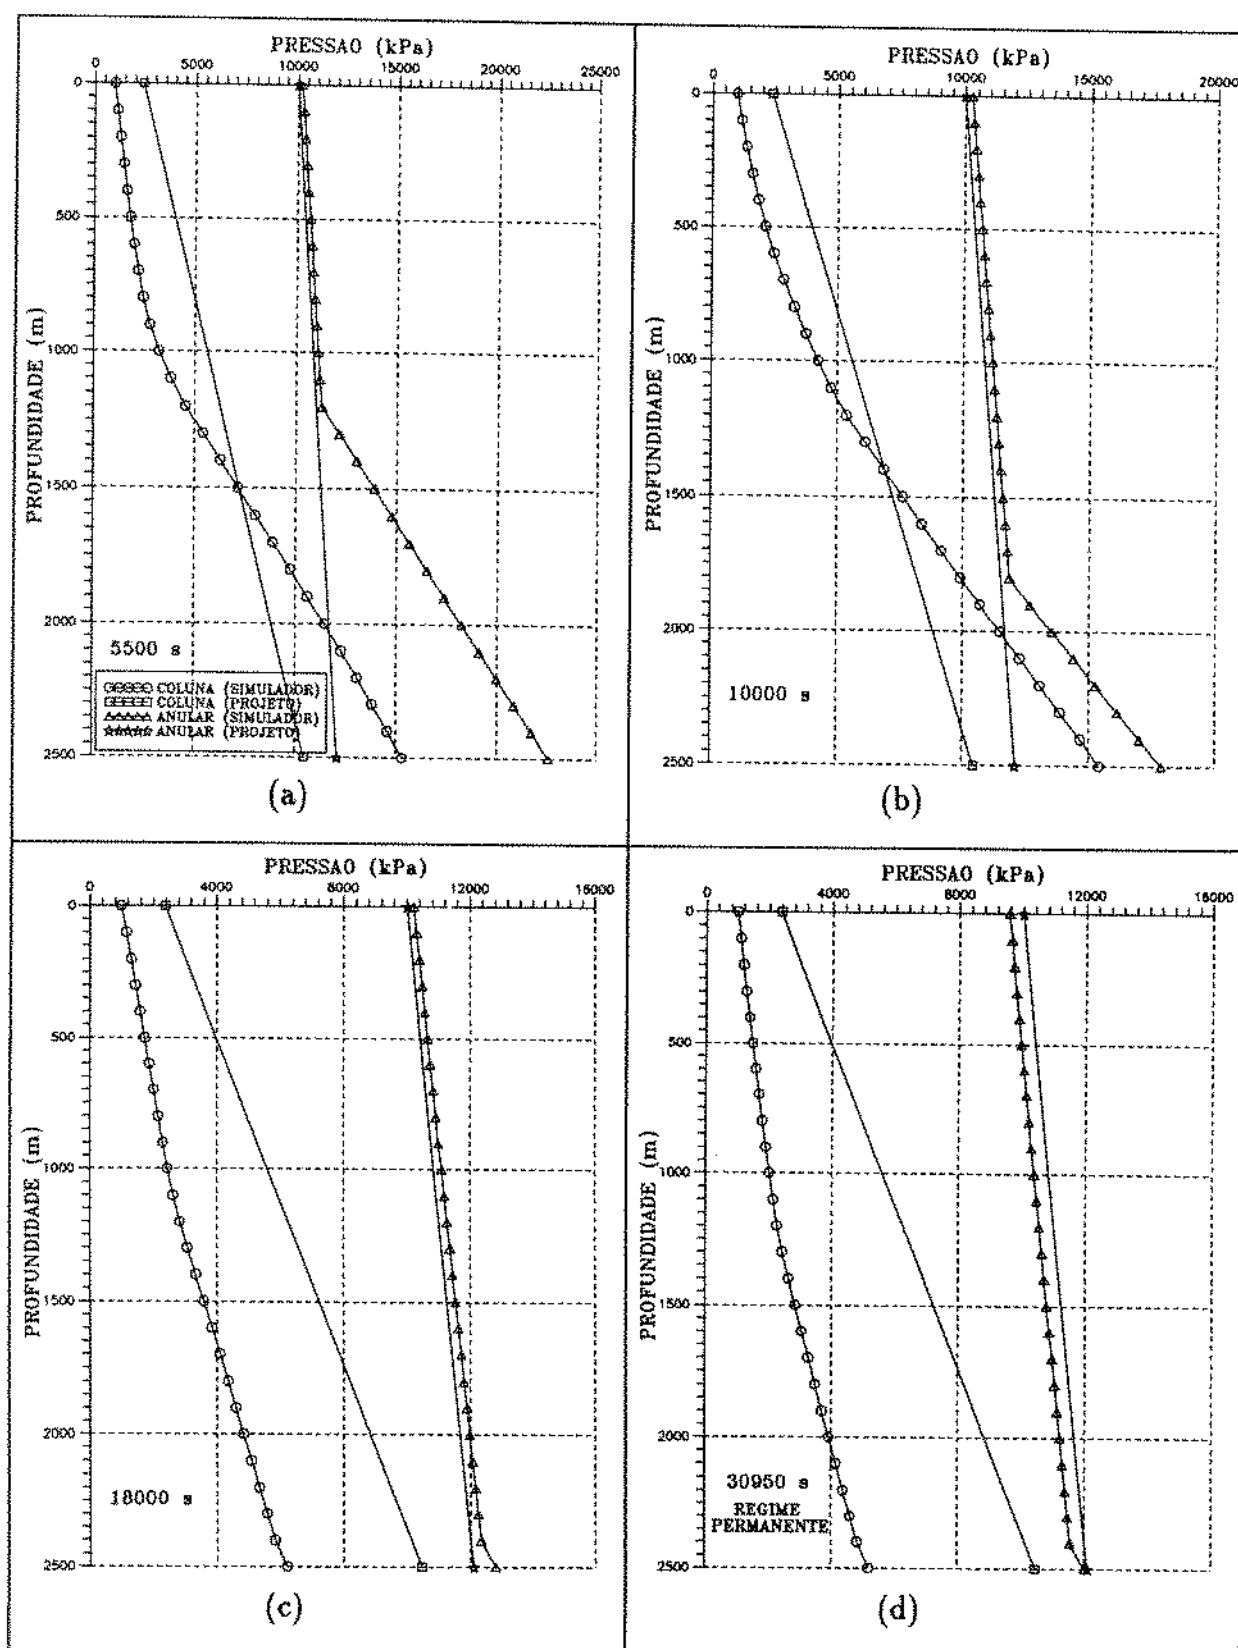 PRESSAO (kPa)
0 5000 10000 15000 20000 25000
0
500
1000
1500
2000
2500
PROFUNDIDADE (m)
5500 s
COLUNA (SIMULADOR)
COLUNA (PROJETO)
ANULAR (SIMULADOR)
ANULAR (PROJETO)
(a)
PRESSAO (kPa)
0 5000 10000 15000 20000
0
500
1000
1500
2000
2500
PROFUNDIDADE (m)
10000 s
(b)
PRESSAO (kPa)
0 4000 8000 12000 16000
0
500
1000
1500
2000
2500
PROFUNDIDADE (m)
18000 s
(c)
PRESSAO (kPa)
0 4000 8000 12000 16000
0
500
1000
1500
2000
2500
PROFUNDIDADE (m)
30950 s
REGIME
PERMANENTE
(d)